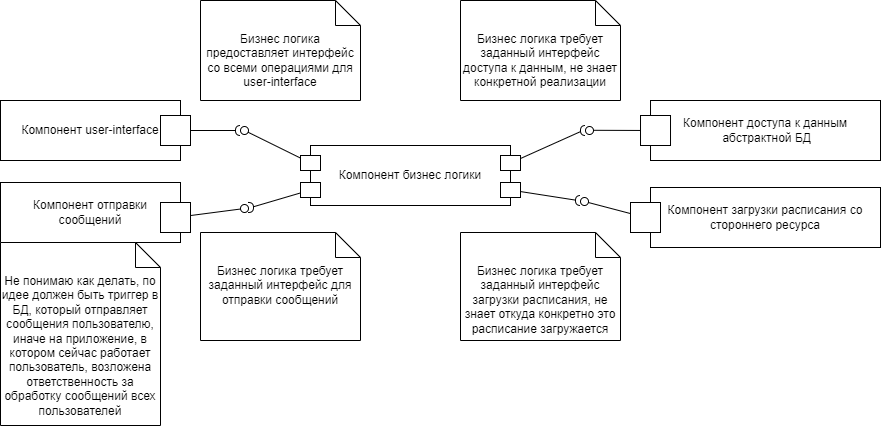 Бизнес логика
предоставляет интерфейс
со всеми операциями для
user-interface
Бизнес логика требует
заданный интерфейс
доступа к данным, не знает
конкретной реализации
Компонент user-interface
Компонент доступа к данным
абстрактной БД
Компонент бизнес логики
Компонент отправки
сообщений
Компонент загрузки расписания со
стороннего ресурса
Не понимаю как делать, по
идее должен быть триггер в
БД, который отправляет
сообщения пользователю,
иначе на приложение, в
котором сейчас работает
пользователь, возложена
ответственность за
обработку сообщений всех
пользователей
Бизнес логика требует
заданный интерфейс для
отправки сообщений
Бизнес логика требует
заданный интерфейс
загрузки расписания, не
знает откуда конкретно это
расписание загружается